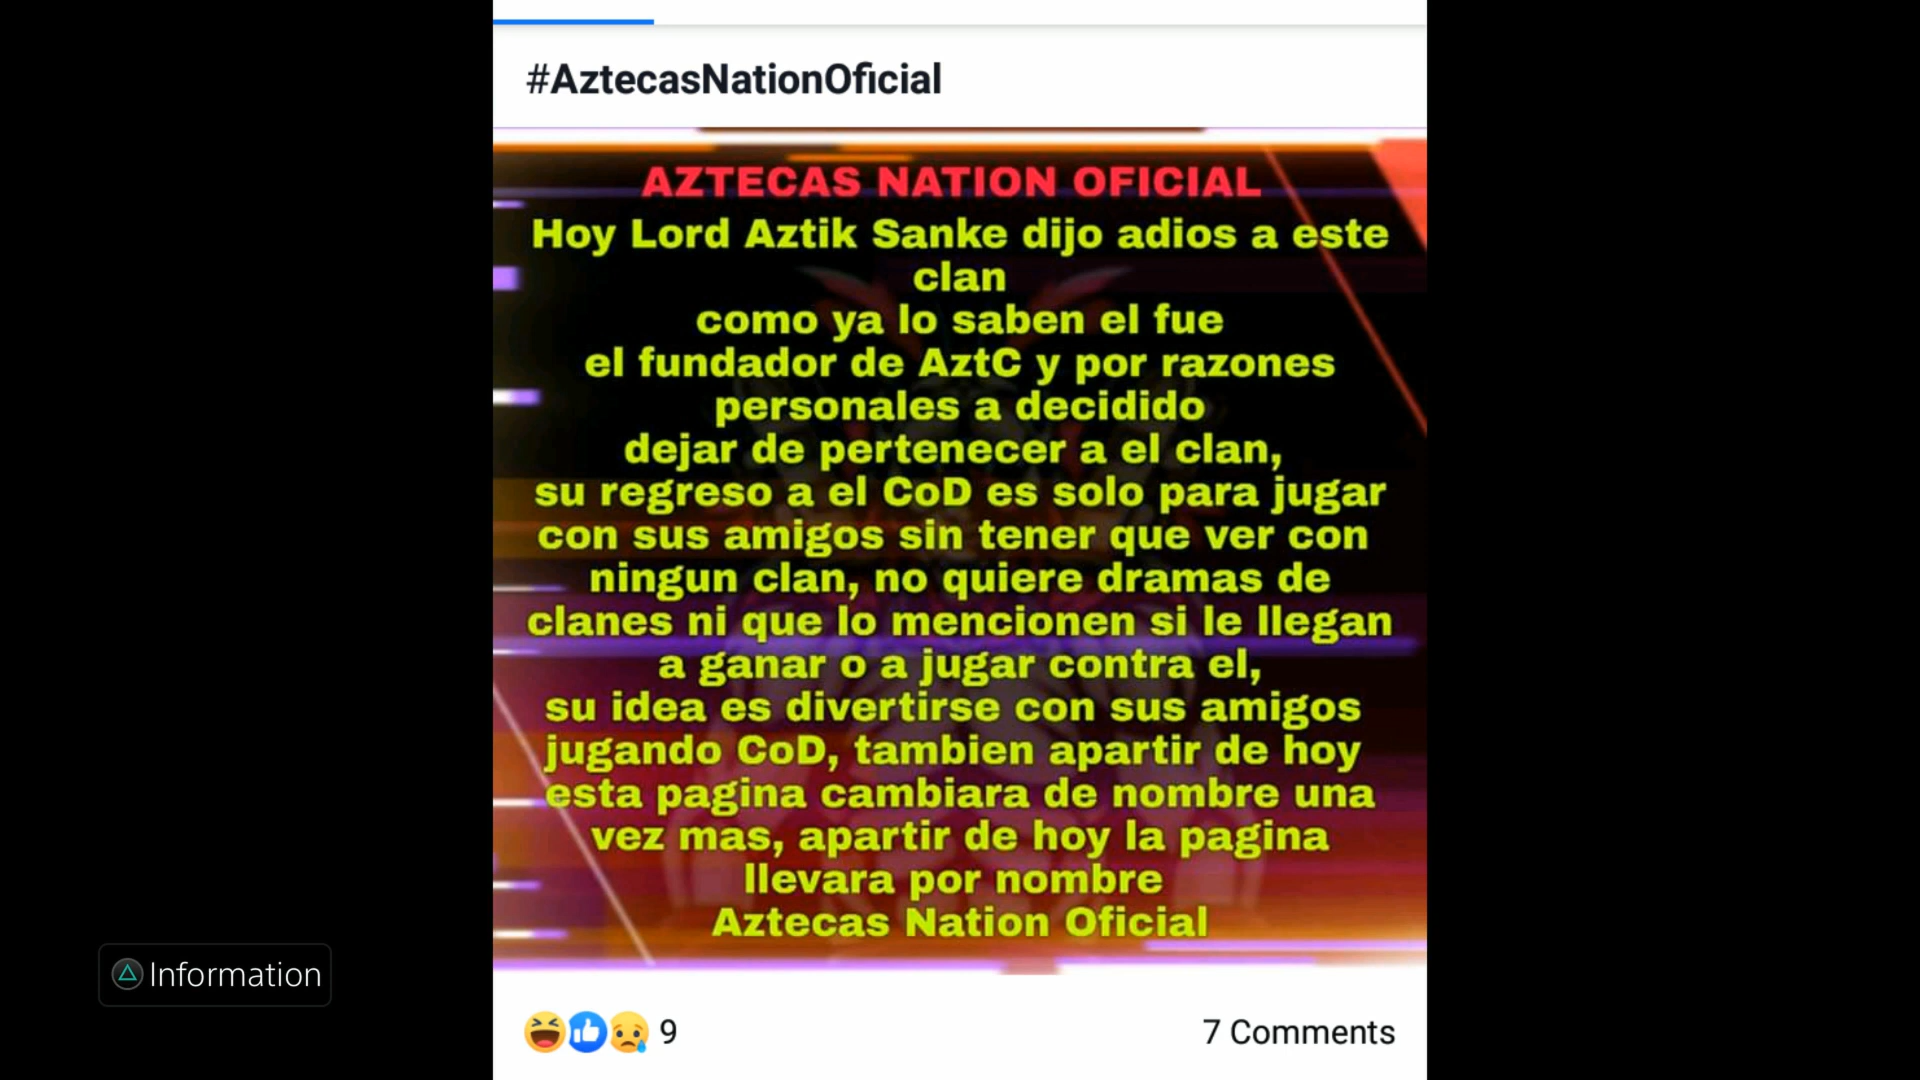 #AztecasNationOficial
AZTECAS NATION OFICIAL
Hoy Lord Aztik Sanke dijo adios a este
clan
como ya lo saben el fue
el fundador de AztC y por razones
personales a decidido
dejar de pertenecer a el clan,
su regreso a el CoD es solo para jugar
con sus amigos sin tener que ver con
ningun clan, no quiere dramas de
clanes ni que lo mencionen si le llegan
a ganar o a jugar contra el,
su idea es divertirse con sus amigos
jugando CoD, tambien apartir de hoy
esta pagina cambiara de nombre una
vez mas, apartir de hoy la pagina
llevara por nombre
Aztecas Nation Oficial
Information
9
7 Comments